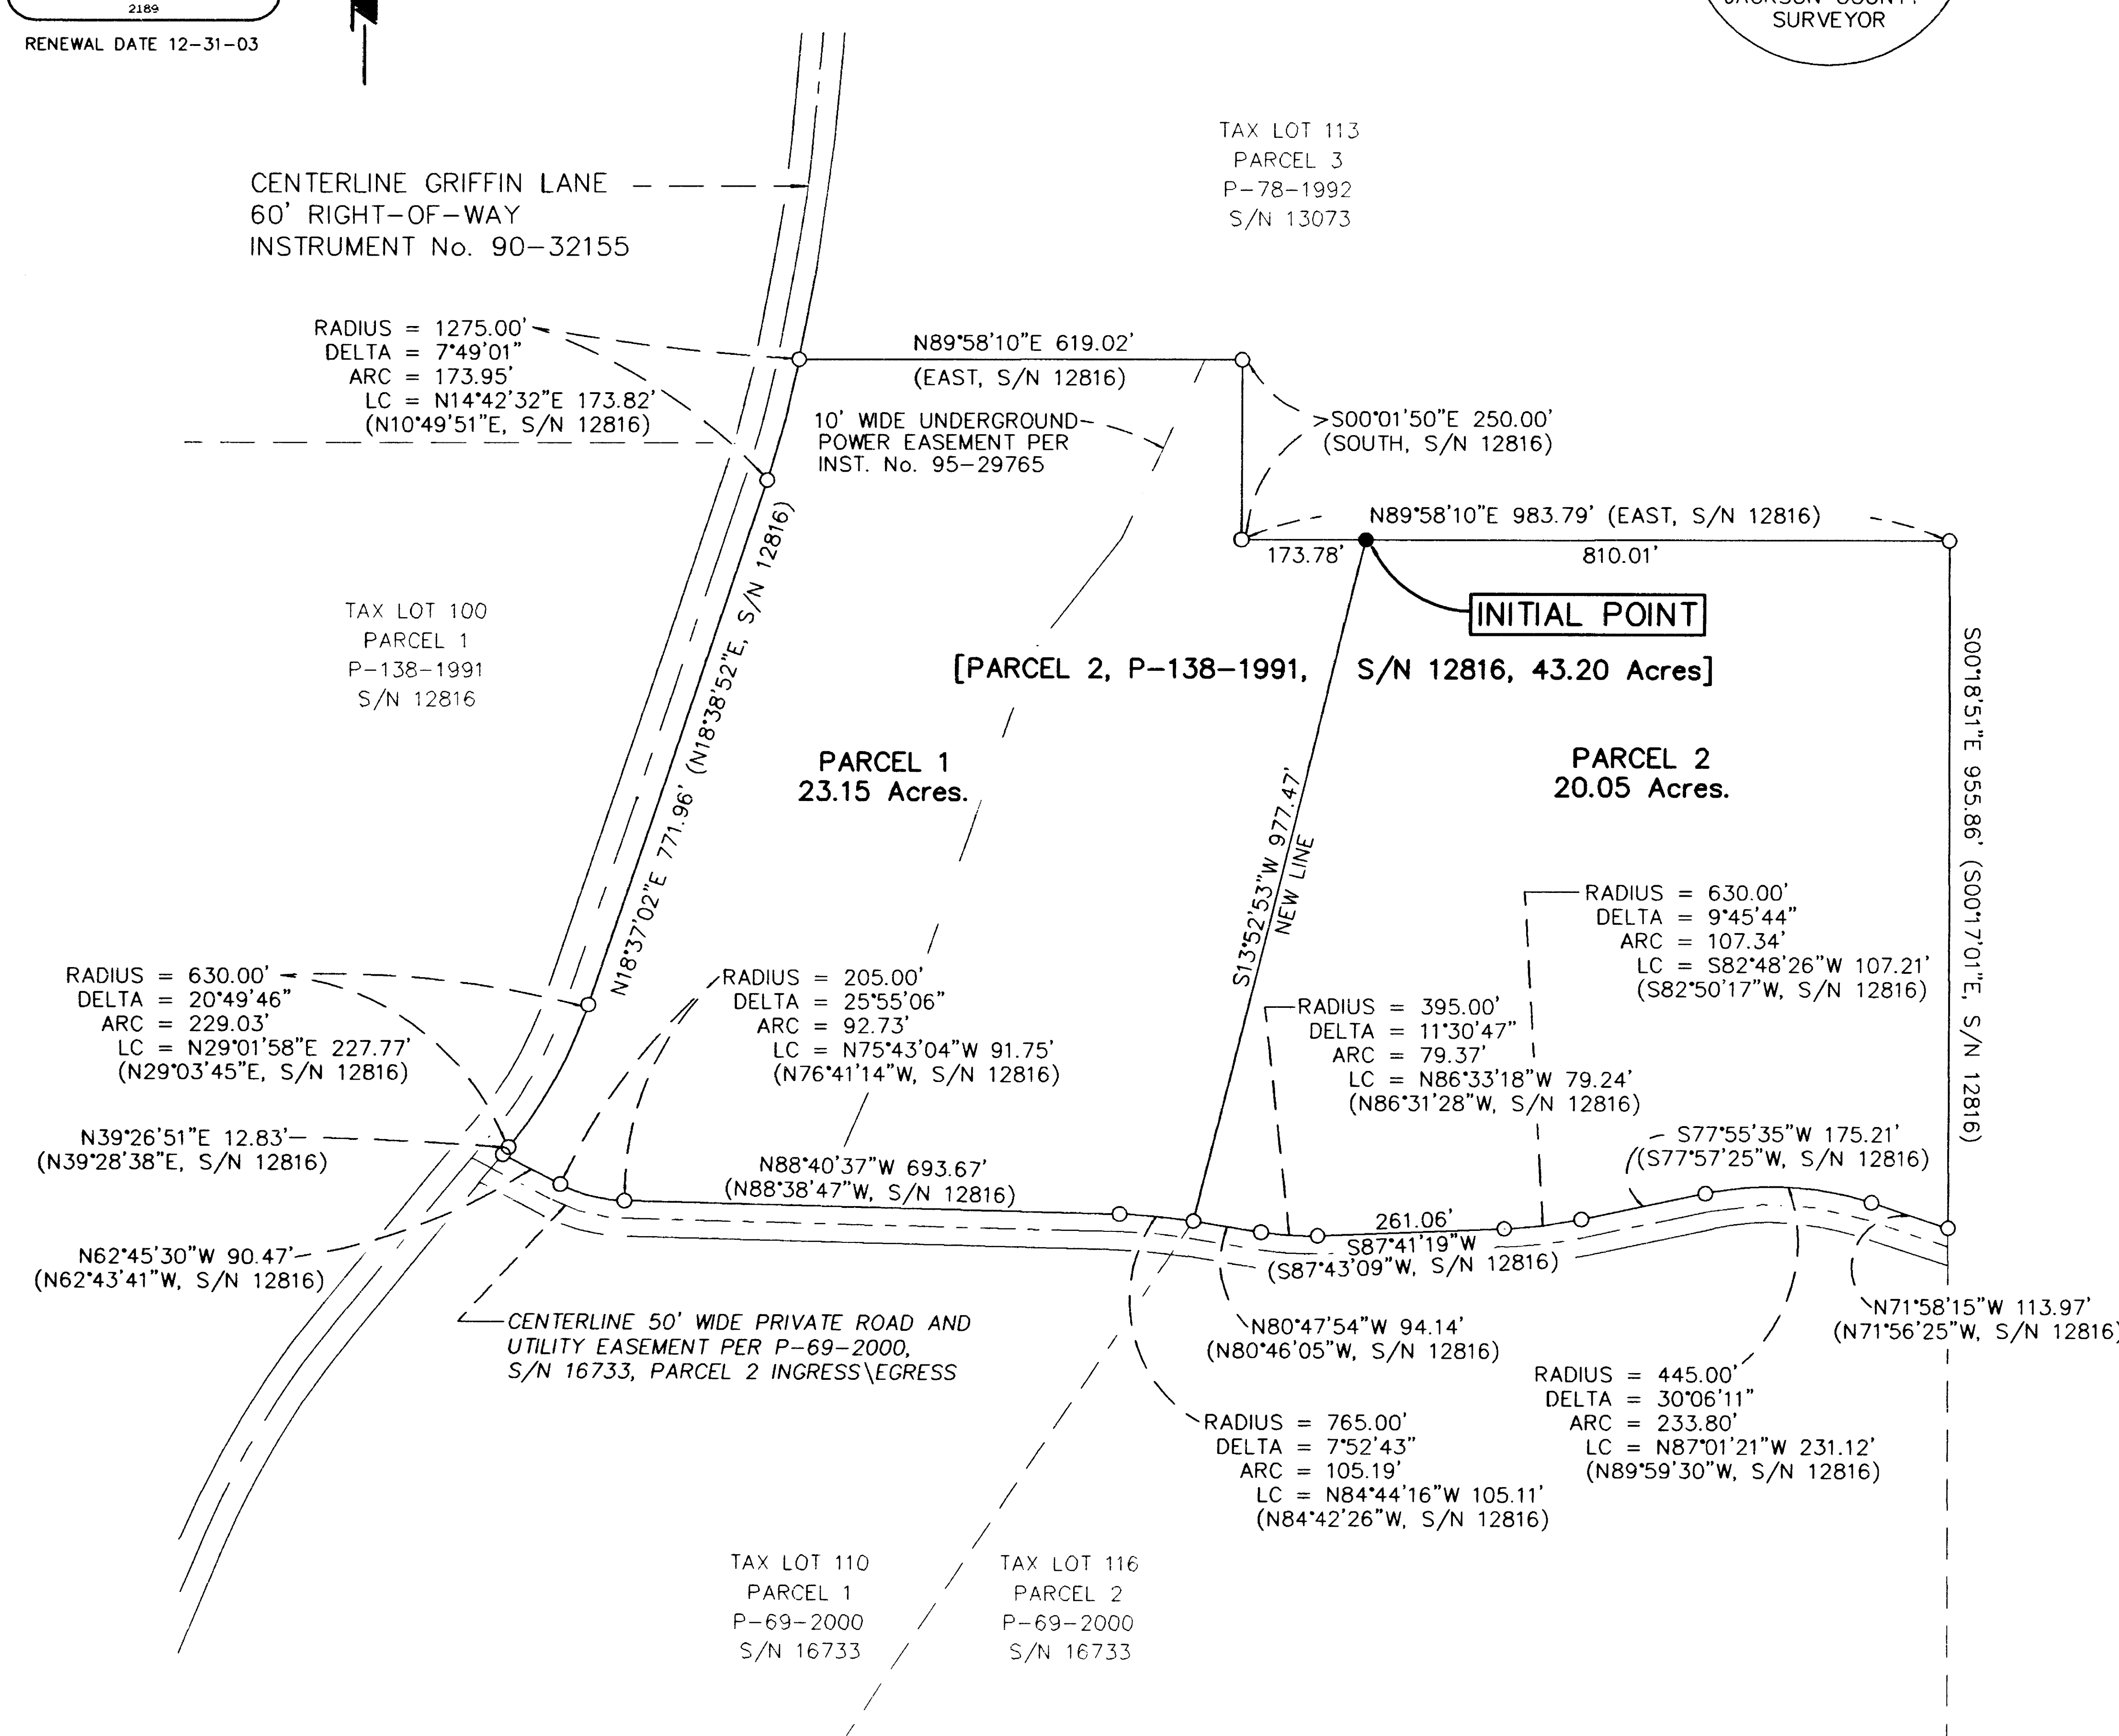 2189
RENEWAL DATE 12-31-03
SURVEYOR
TAX LOT 113
PARCEL 3
P-78-1992
S/N 13073
CENTERLINE GRIFFIN LANE
60' RIGHT-OF-WAY
INSTRUMENT No. 90-32155
RADIUS = 1275.00'
DELTA = 7°49'01"
ARC = 173.95'
LC = N14°42'32"E 173.82'
(N10°49'51"E, S/N 12816)
N89°58'10"E 619.02'
(EAST, S/N 12816)
10' WIDE UNDERGROUND
POWER EASEMENT PER
INST. No. 95-29765
S00°01'50"E 250.00'
(SOUTH, S/N 12816)
N89°58'10"E 983.79' (EAST, S/N 12816)
173.78'
810.01'
INITIAL POINT
TAX LOT 100
PARCEL 1
P-138-1991
S/N 12816
[PARCEL 2, P-138-1991, S/N 12816, 43.20 Acres]
N18°37'02"E 771.96' (N18°38'52"E, S/N 12816)
S00°18'51"E 955.86' (S00°17'01"E, S/N 12816)
PARCEL 1
23.15 Acres.
PARCEL 2
20.05 Acres.
S13°52'53"W 977.47'
NEW LINE
RADIUS = 630.00'
DELTA = 9°45'44"
ARC = 107.34'
LC = S82°48'26"W 107.21'
(S82°50'17"W, S/N 12816)
RADIUS = 630.00'
DELTA = 20°49'46"
ARC = 229.03'
LC = N29°01'58"E 227.77'
(N29°03'45"E, S/N 12816)
RADIUS = 205.00'
DELTA = 25°55'06"
ARC = 92.73'
LC = N75°43'04"W 91.75'
(N76°41'14"W, S/N 12816)
RADIUS = 395.00'
DELTA = 11°30'47"
ARC = 79.37'
LC = N86°33'18"W 79.24'
(N86°31'28"W, S/N 12816)
N39°26'51"E 12.83'
(N39°28'38"E, S/N 12816)
N88°40'37"W 693.67'
(N88°38'47"W, S/N 12816)
S77°55'35"W 175.21'
(S77°57'25"W, S/N 12816)
261.06'
S87°41'19"W
(S87°43'09"W, S/N 12816)
N62°45'30"W 90.47'
(N62°43'41"W, S/N 12816)
CENTERLINE 50' WIDE PRIVATE ROAD AND
UTILITY EASEMENT PER P-69-2000,
S/N 16733, PARCEL 2 INGRESS\EGRESS
N80°47'54"W 94.14'
(N80°46'05"W, S/N 12816)
N71°58'15"W 113.97'
(N71°56'25"W, S/N 12816)
RADIUS = 445.00'
DELTA = 30°06'11"
ARC = 233.80'
LC = N87°01'21"W 231.12'
(N89°59'30"W, S/N 12816)
RADIUS = 765.00'
DELTA = 7°52'43"
ARC = 105.19'
LC = N84°44'16"W 105.11'
(N84°42'26"W, S/N 12816)
TAX LOT 110
PARCEL 1
P-69-2000
S/N 16733
TAX LOT 116
PARCEL 2
P-69-2000
S/N 16733